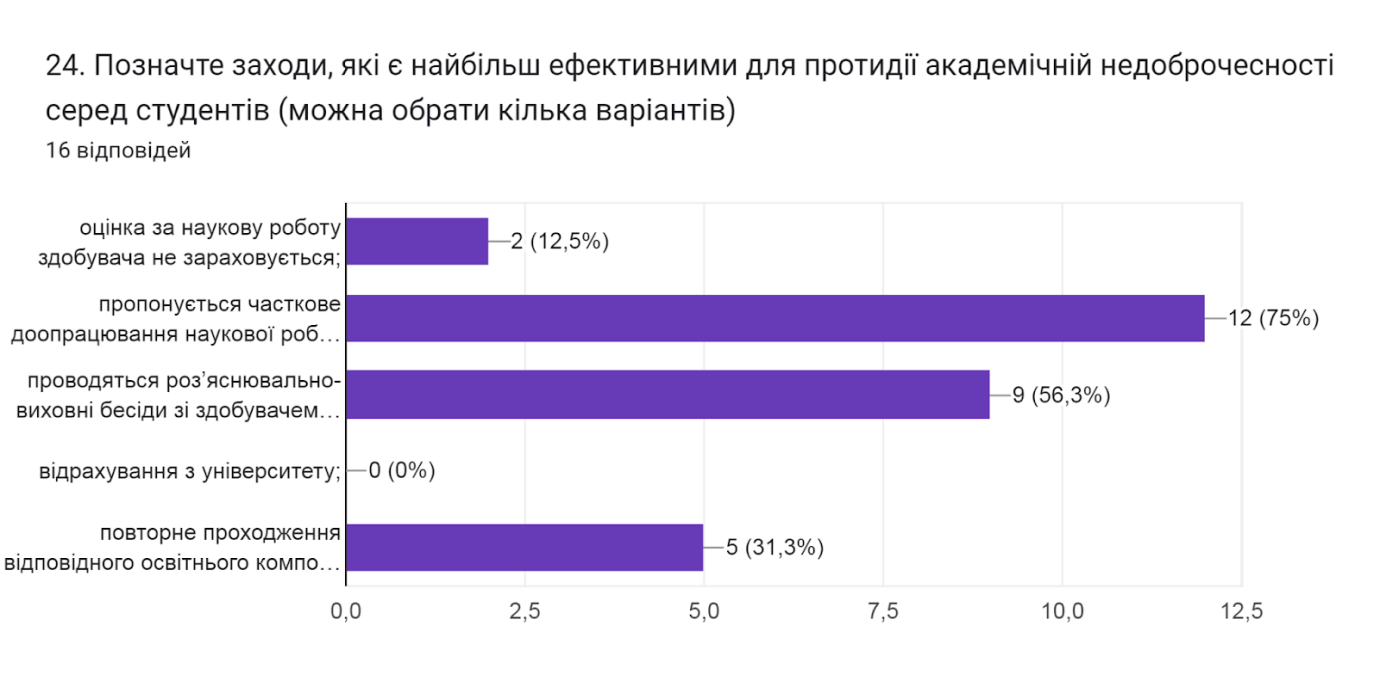 24. Позначте заходи, які є найбільш ефективними для протидії академічній недоброчесності
серед студентів (можна обрати кілька варіантів)
16 відповідей
оцінка за наукову роботу
здобувача не зараховується;
2 (12,5%)
пропонується часткове
доопрацювання наукової роб…
12 (75%)
проводяться роз’яснювально-
виховні бесіди зі здобувачем…
9 (56,3%)
відрахування з університету;
0 (0%)
повторне проходження
відповідного освітнього компо…
5 (31,3%)
0,0 2,5 5,0 7,5 10,0 12,5